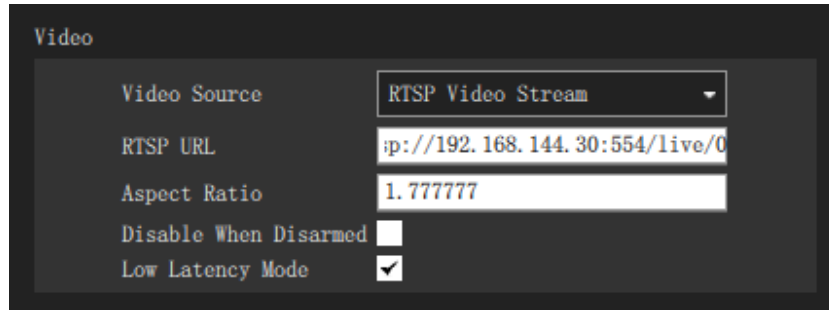 Video
Video Source RTSP Video Stream
RTSP URL sp://192.168.144.30:554/live/0
Aspect Ratio 1.777777
Disable When Disarmed
Low Latency Mode